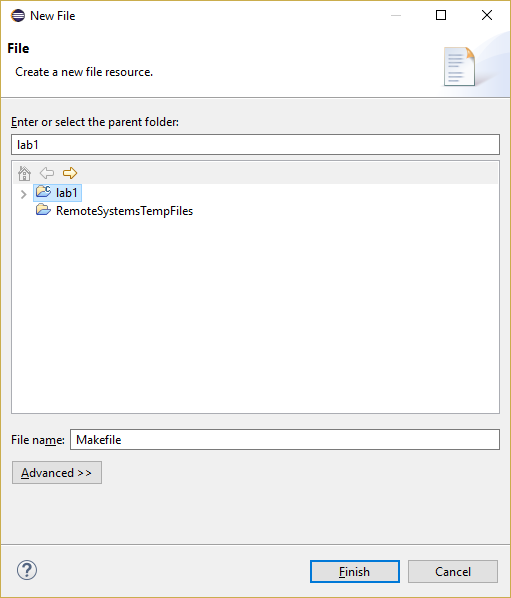 New File
File
Create a new file resource.
Enter or select the parent folder:
lab1
lab1
RemoteSystemsTempFiles
File name: Makefile
Advanced >>
Finish Cancel